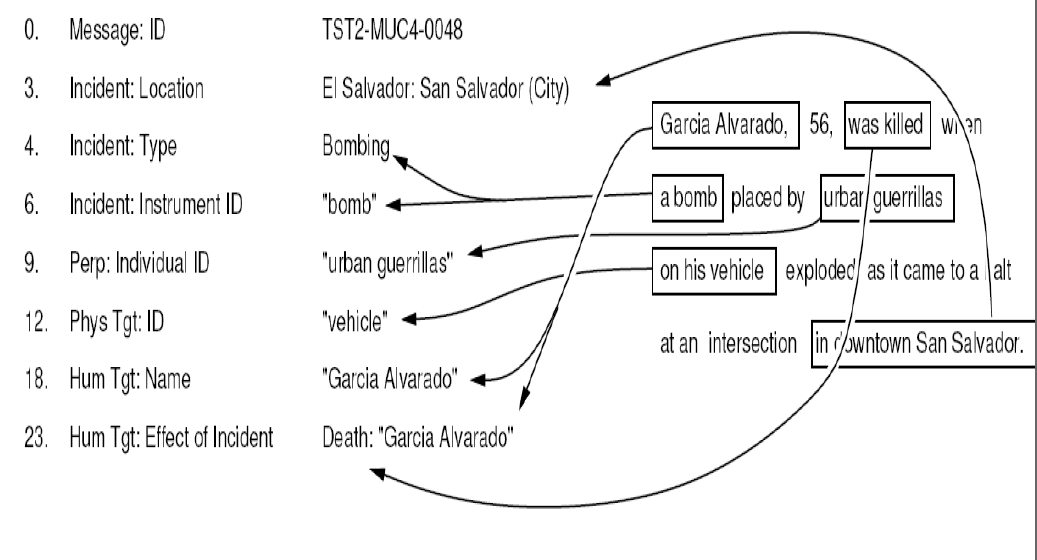 0. Message: ID TST2-MUC4-0048
3. Incident: Location El Salvador: San Salvador (City)
4. Incident: Type Bombing
6. Incident: Instrument ID "bomb"
9. Perp: Individual ID "urban guerrillas"
12. Phys Tgt: ID "vehicle"
18. Hum Tgt: Name "Garcia Alvarado"
23. Hum Tgt: Effect of Incident Death: "Garcia Alvarado"
Garcia Alvarado, 56, was killed when
a bomb placed by urban guerrillas
on his vehicle exploded as it came to a halt
at an intersection in downtown San Salvador.